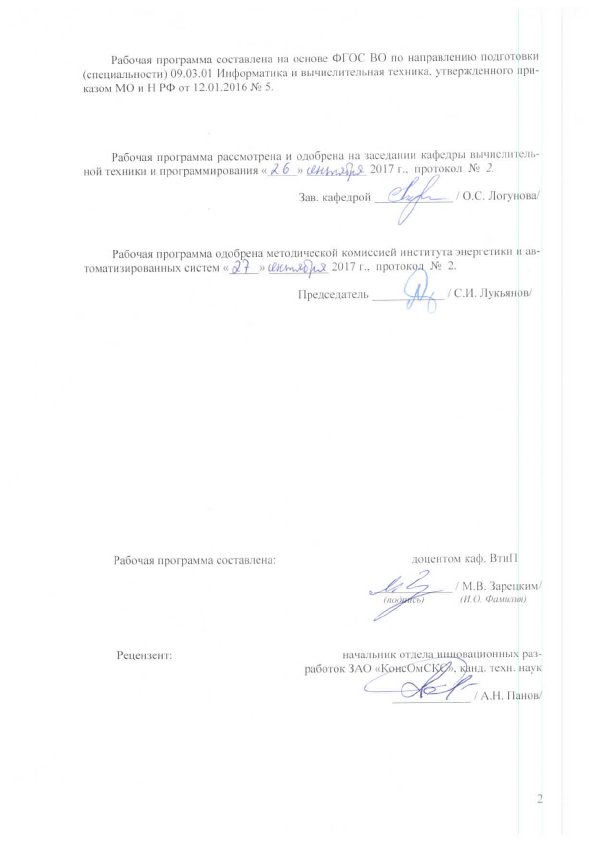 Рабочая программа составлена на основе ФГОС ВО по направлению подготовки
(специальности) 09.03.01 Информатика и вычислительная техника, утвержденного при-
казом МО и Н РФ от 12.01.2016 № 5.
Рабочая программа рассмотрена и одобрена на заседании кафедры вычислитель-
ной техники и программирования « 26 » сентября 2017 г., протокол № 2.
Зав. кафедрой / О.С. Логунова/
Рабочая программа одобрена методической комиссией института энергетики и ав-
томатизированных систем « 27 » сентября 2017 г., протокол № 2.
Председатель / С.И. Лукьянов/
Рабочая программа составлена: доцентом каф. ВтиП
/ М.В. Зарецким/
(подпись) (И.О. Фамилия)
Рецензент: начальник отдела инновационных раз-
работок ЗАО «КонсОмСКС», канд. техн. наук
/ А.Н. Панов/
2